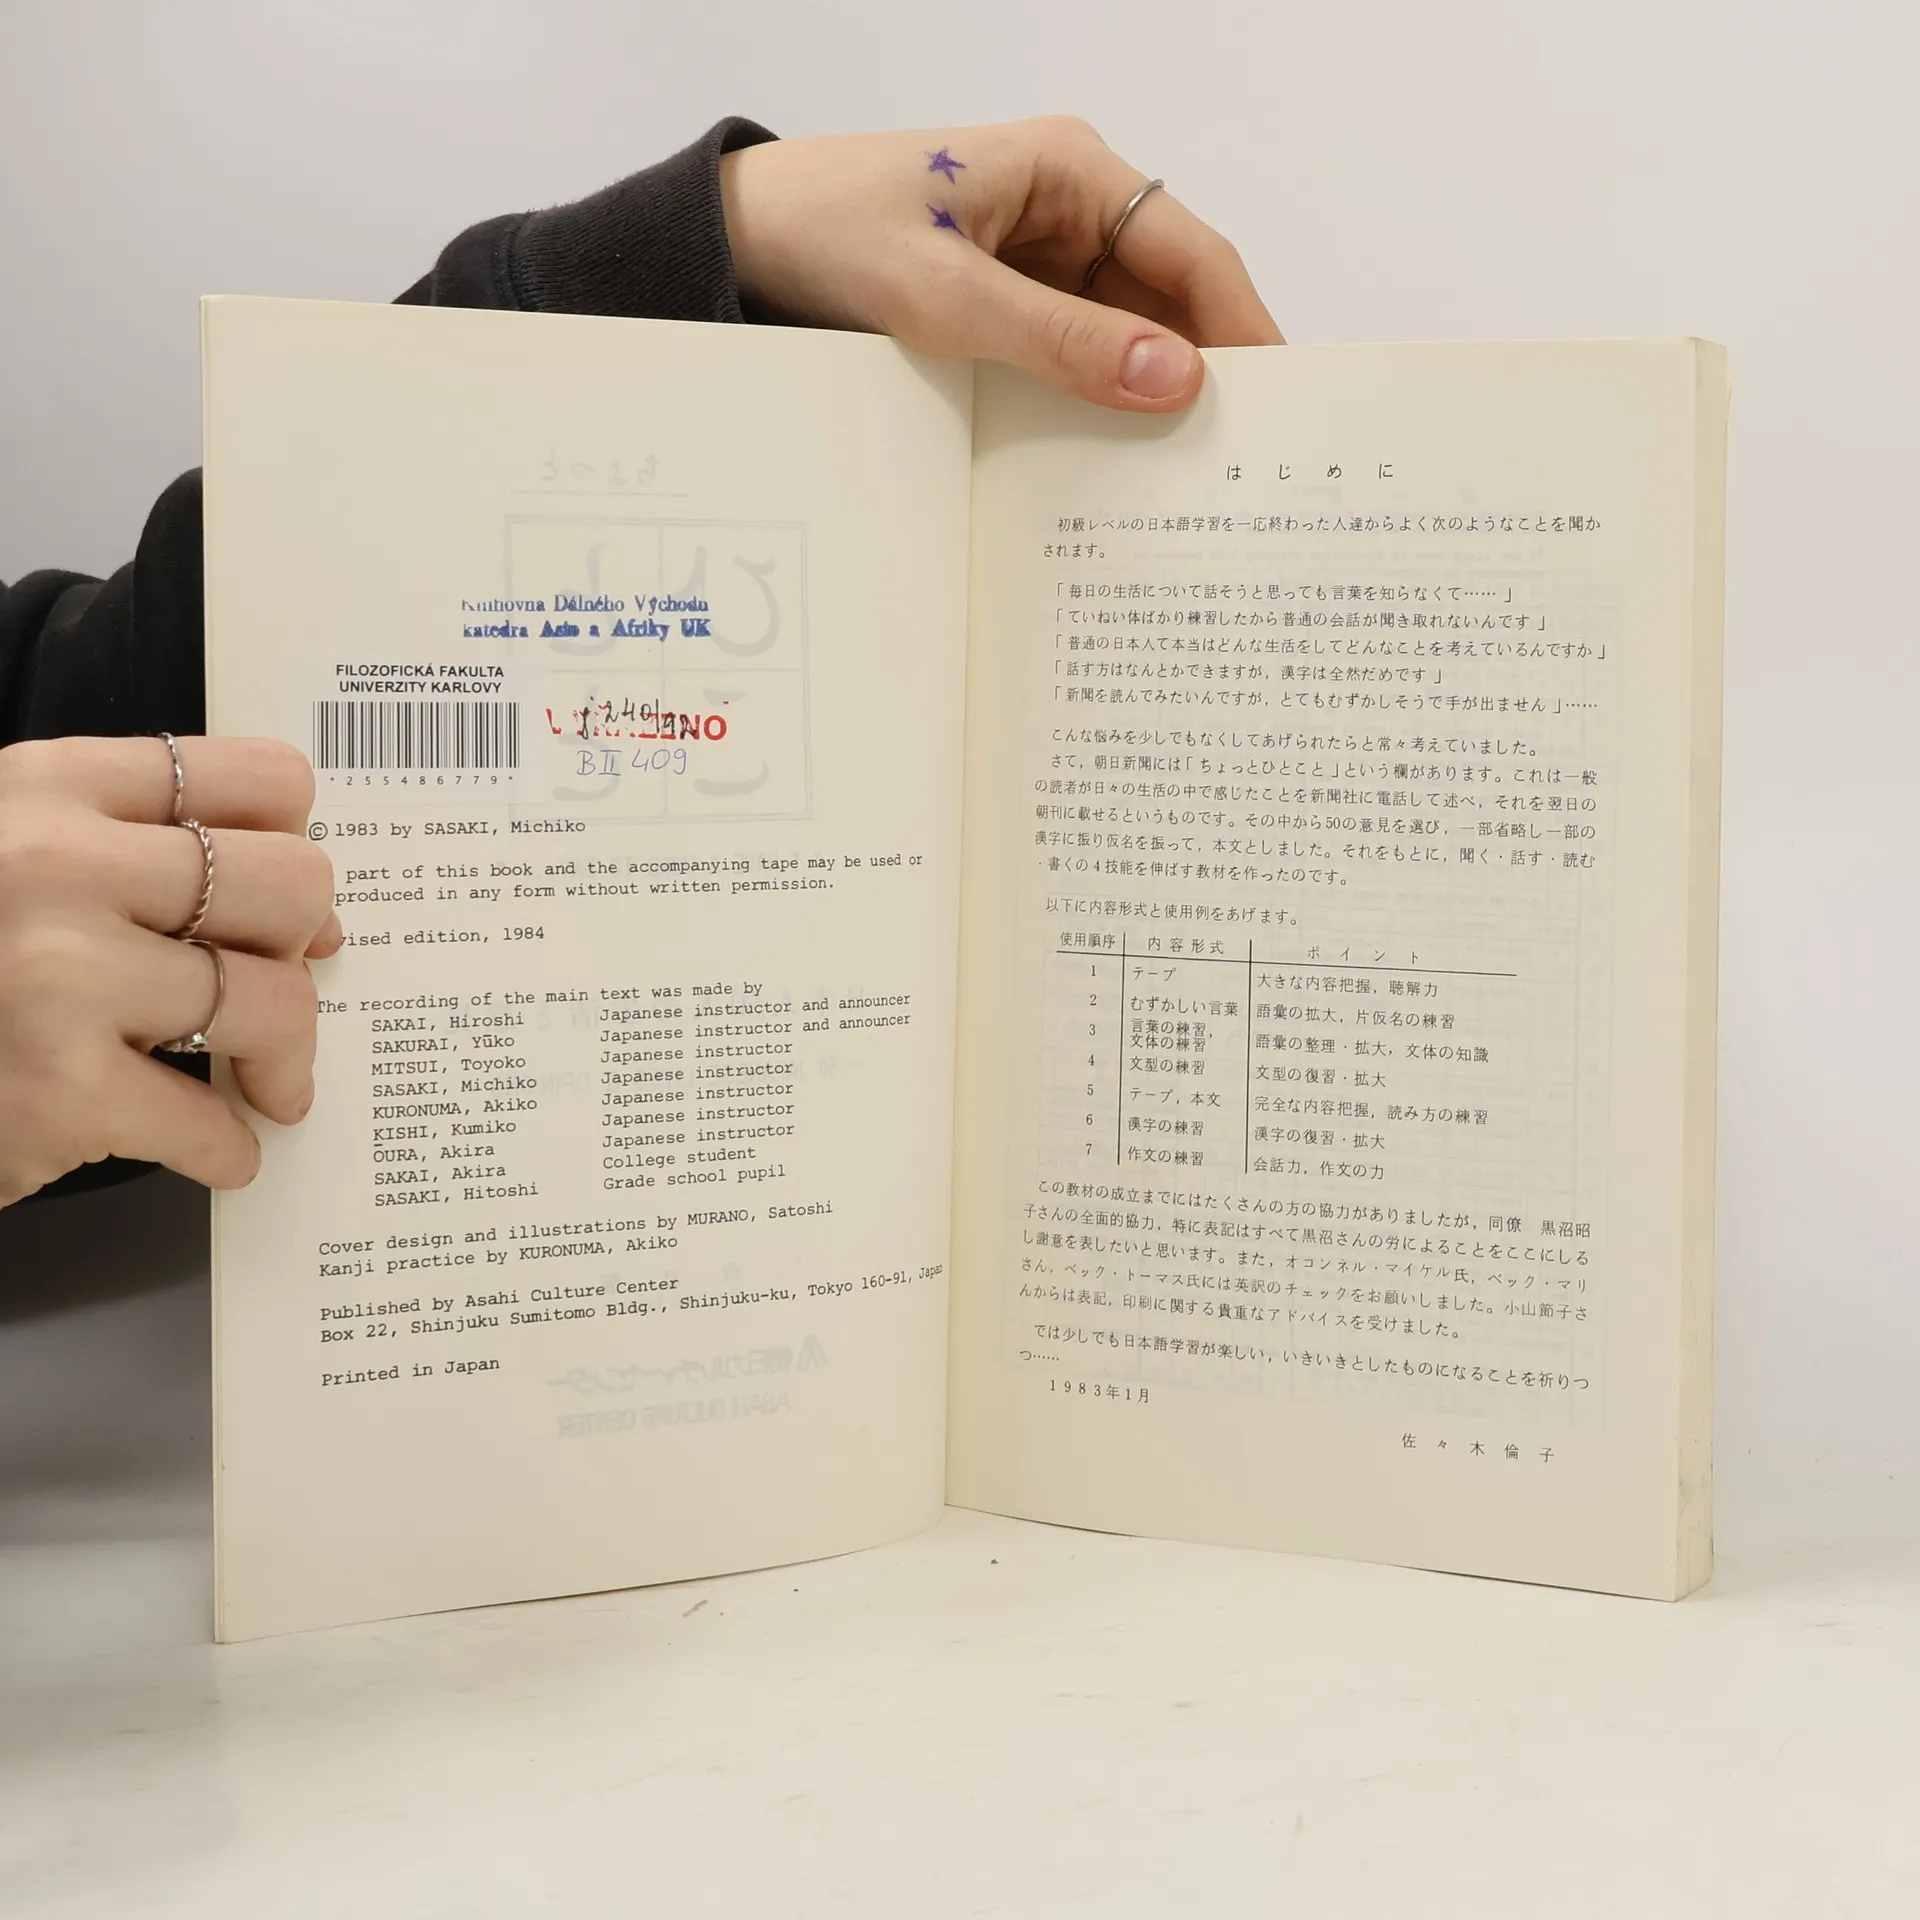 Knihovna Dálného Východu
katedra Asie a Afriky UK
FILOZOFICKÁ FAKULTA
UNIVERZITY KARLOVY
*2554867 79*
240/92
BII 409
© 1983 by SASAKI, Michiko
part of this book and the accompanying tape may be used or
produced in any form without written permission.
vised edition, 1984
The recording of the main text was made by
SAKAI, Hiroshi Japanese instructor and announcer
SAKURAI, Yūko Japanese instructor and announcer
MITSUI, Toyoko Japanese instructor
SASAKI, Michiko Japanese instructor
KURONUMA, Akiko Japanese instructor
KISHI, Kumiko Japanese instructor
ŌURA, Akira Japanese instructor
SAKAI, Akira College student
SASAKI, Hitoshi Grade school pupil
Cover design and illustrations by MURANO, Satoshi
Kanji practice by KURONUMA, Akiko
Published by Asahi Culture Center
Box 22, Shinjuku Sumitomo Bldg., Shinjuku-ku, Tokyo 160-91, Japan
Printed in Japan
はじめに
初級レベルの日本語学習を一応終わった人達からよく次のようなことを聞か
されます。
「毎日の生活について話そうと思っても言葉を知らなくて……」
「ていねい体ばかり練習したから普通の会話が聞き取れないんです」
「普通の日本人て本当はどんな生活をしてどんなことを考えているんですか」
「話す方はなんとかできますが，漢字は全然だめです」
「新聞を読んでみたいんですが，とてもむずかしそうで手が出ません」……
こんな悩みを少しでもなくしてあげられたらと常々考えていました。
さて，朝日新聞には「ちょっとひとこと」という欄があります。これは一般
の読者が日々の生活の中で感じたことを新聞社に電話して述べ，それを翌日の
朝刊に載せるというものです。その中から50の意見を選び，一部省略し一部の
漢字に振り仮名を振って，本文としました。それをもとに，聞く・話す・読む
・書くの4技能を伸ばす教材を作ったのです。
以下に内容形式と使用例をあげます。
使用順序 内容形式 ポイント
1 テープ 大きな内容把握，聴解力
2 むずかしい言葉 語彙の拡大，片仮名の練習
3 言葉の練習，文体の練習 語彙の整理・拡大，文体の知識
4 文型の練習 文型の復習・拡大
5 テープ，本文 完全な内容把握，読み方の練習
6 漢字の練習 漢字の復習・拡大
7 作文の練習 会話力，作文の力
この教材の成立までにはたくさんの方の協力がありましたが，同僚 黒沼昭
子さんの全面的協力，特に表記はすべて黒沼さんの労によることをここにしる
し謝意を表したいと思います。また，オコンネル・マイケル氏，ベック・マリ
さん，ベック・トーマス氏には英訳のチェックをお願いしました。小山節子さ
んからは表記，印刷に関する貴重なアドバイスを受けました。
では少しでも日本語学習が楽しい，いきいきとしたものになることを祈りつ
つ……
1983年1月
佐々木倫子